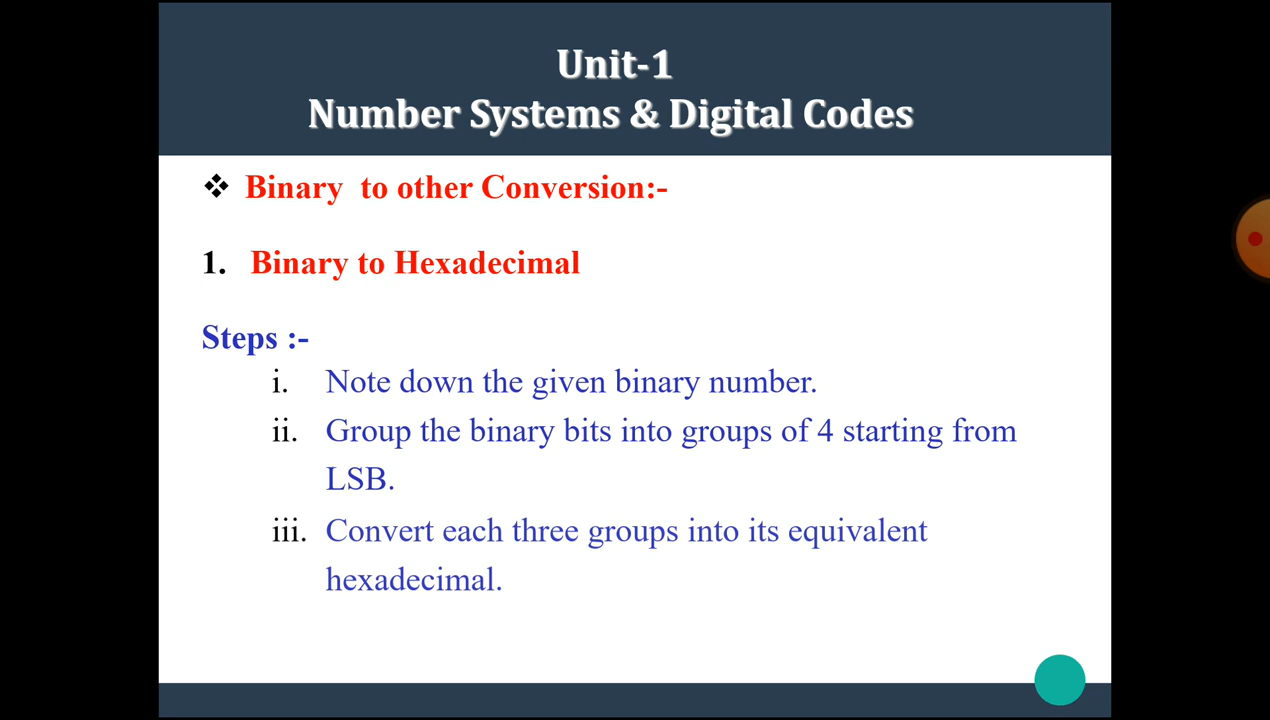 Unit-1
Number Systems & Digital Codes
❖ Binary to other Conversion:-
1. Binary to Hexadecimal
Steps :-
i. Note down the given binary number.
ii. Group the binary bits into groups of 4 starting from
LSB.
iii. Convert each three groups into its equivalent
hexadecimal.